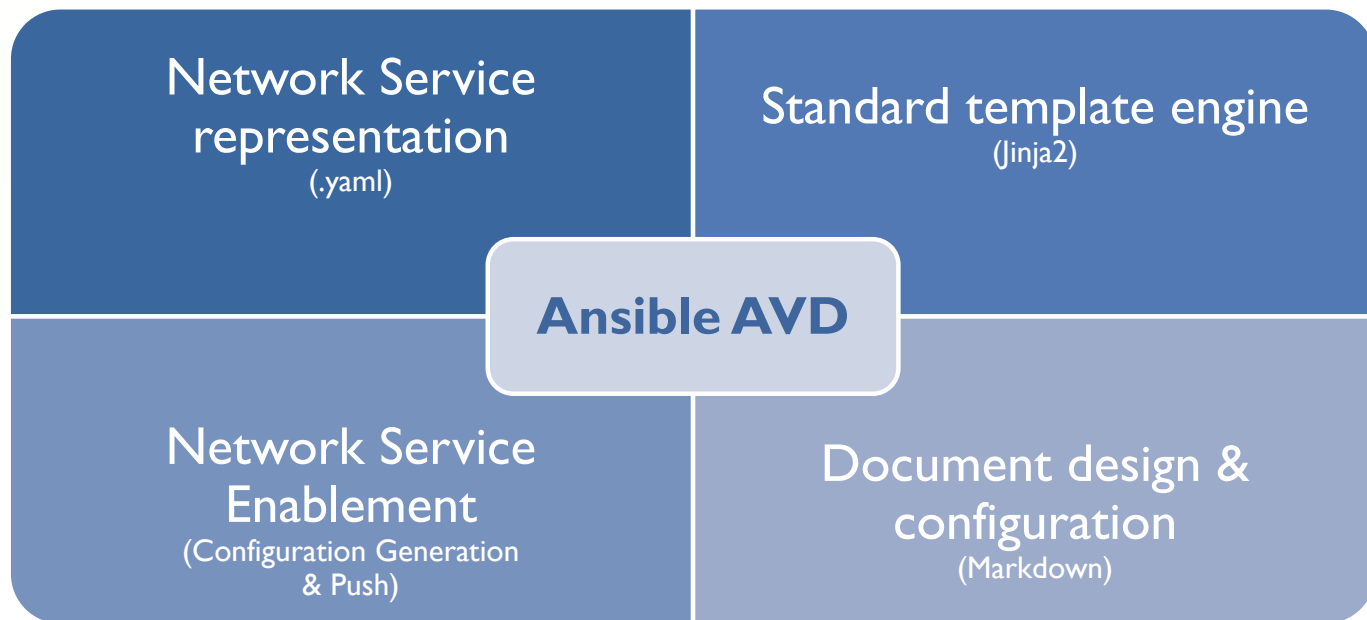 Network Service
representation
(.yaml)
Standard template engine
(Jinja2)
Ansible AVD
Network Service
Enablement
(Configuration Generation
& Push)
Document design &
configuration
(Markdown)